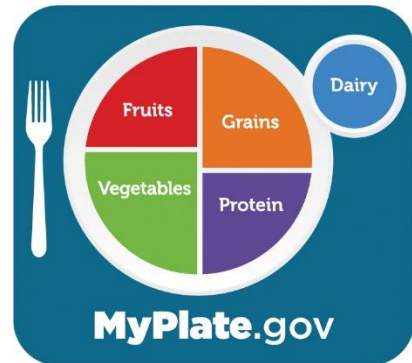 Dairy
Fruits
Grains
Vegetables
Protein
MyPlate.gov